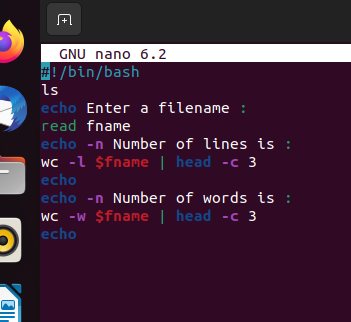 GNU nano 6.2
#!/bin/bash
ls
echo Enter a filename :
read fname
echo -n Number of lines is :
wc -l $fname | head -c 3
echo
echo -n Number of words is :
wc -w $fname | head -c 3
echo